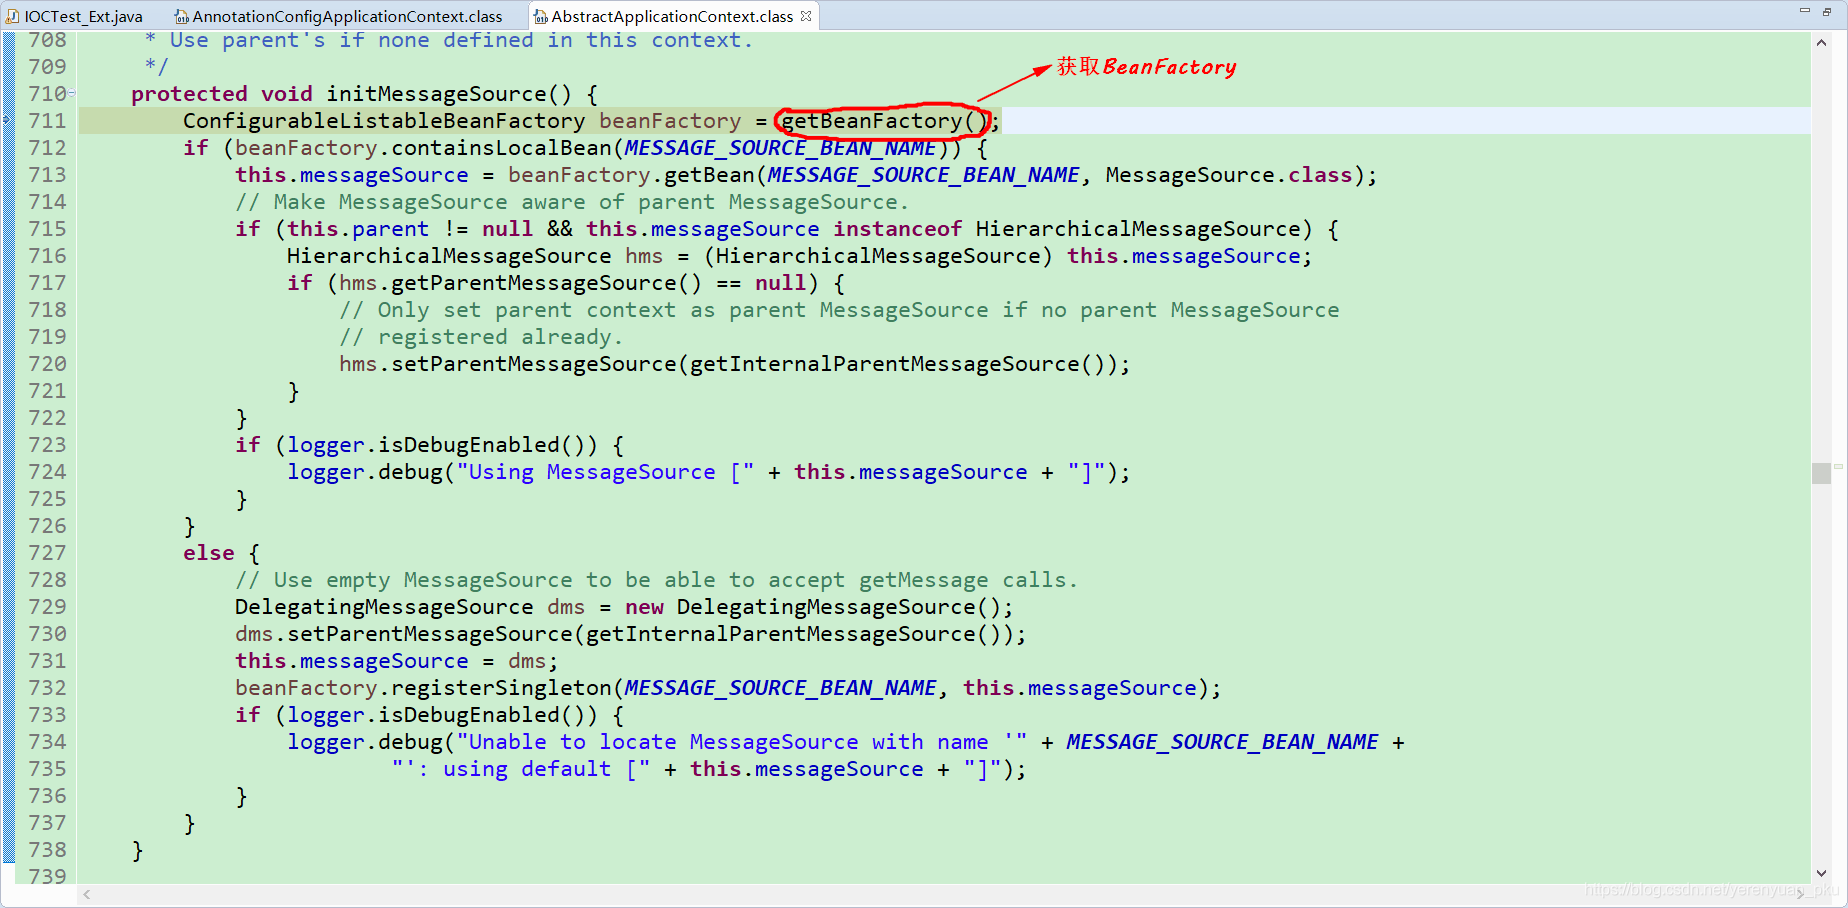 IOCTest_Ext.java AnnotationConfigApplicationContext.class AbstractApplicationContext.class
708 * Use parent's if none defined in this context.
709 */
获取BeanFactory
710 protected void initMessageSource() {
711 ConfigurableListableBeanFactory beanFactory = getBeanFactory();
712 if (beanFactory.containsLocalBean(MESSAGE_SOURCE_BEAN_NAME)) {
713 this.messageSource = beanFactory.getBean(MESSAGE_SOURCE_BEAN_NAME, MessageSource.class);
714 // Make MessageSource aware of parent MessageSource.
715 if (this.parent != null && this.messageSource instanceof HierarchicalMessageSource) {
716 HierarchicalMessageSource hms = (HierarchicalMessageSource) this.messageSource;
717 if (hms.getParentMessageSource() == null) {
718 // Only set parent context as parent MessageSource if no parent MessageSource
719 // registered already.
720 hms.setParentMessageSource(getInternalParentMessageSource());
721 }
722 }
723 if (logger.isDebugEnabled()) {
724 logger.debug("Using MessageSource [" + this.messageSource + "]");
725 }
726 }
727 else {
728 // Use empty MessageSource to be able to accept getMessage calls.
729 DelegatingMessageSource dms = new DelegatingMessageSource();
730 dms.setParentMessageSource(getInternalParentMessageSource());
731 this.messageSource = dms;
732 beanFactory.registerSingleton(MESSAGE_SOURCE_BEAN_NAME, this.messageSource);
733 if (logger.isDebugEnabled()) {
734 logger.debug("Unable to locate MessageSource with name '" + MESSAGE_SOURCE_BEAN_NAME +
735 "': using default [" + this.messageSource + "]");
736 }
737 }
738 }
739
https://blog.csdn.net/yerenyuan_pku